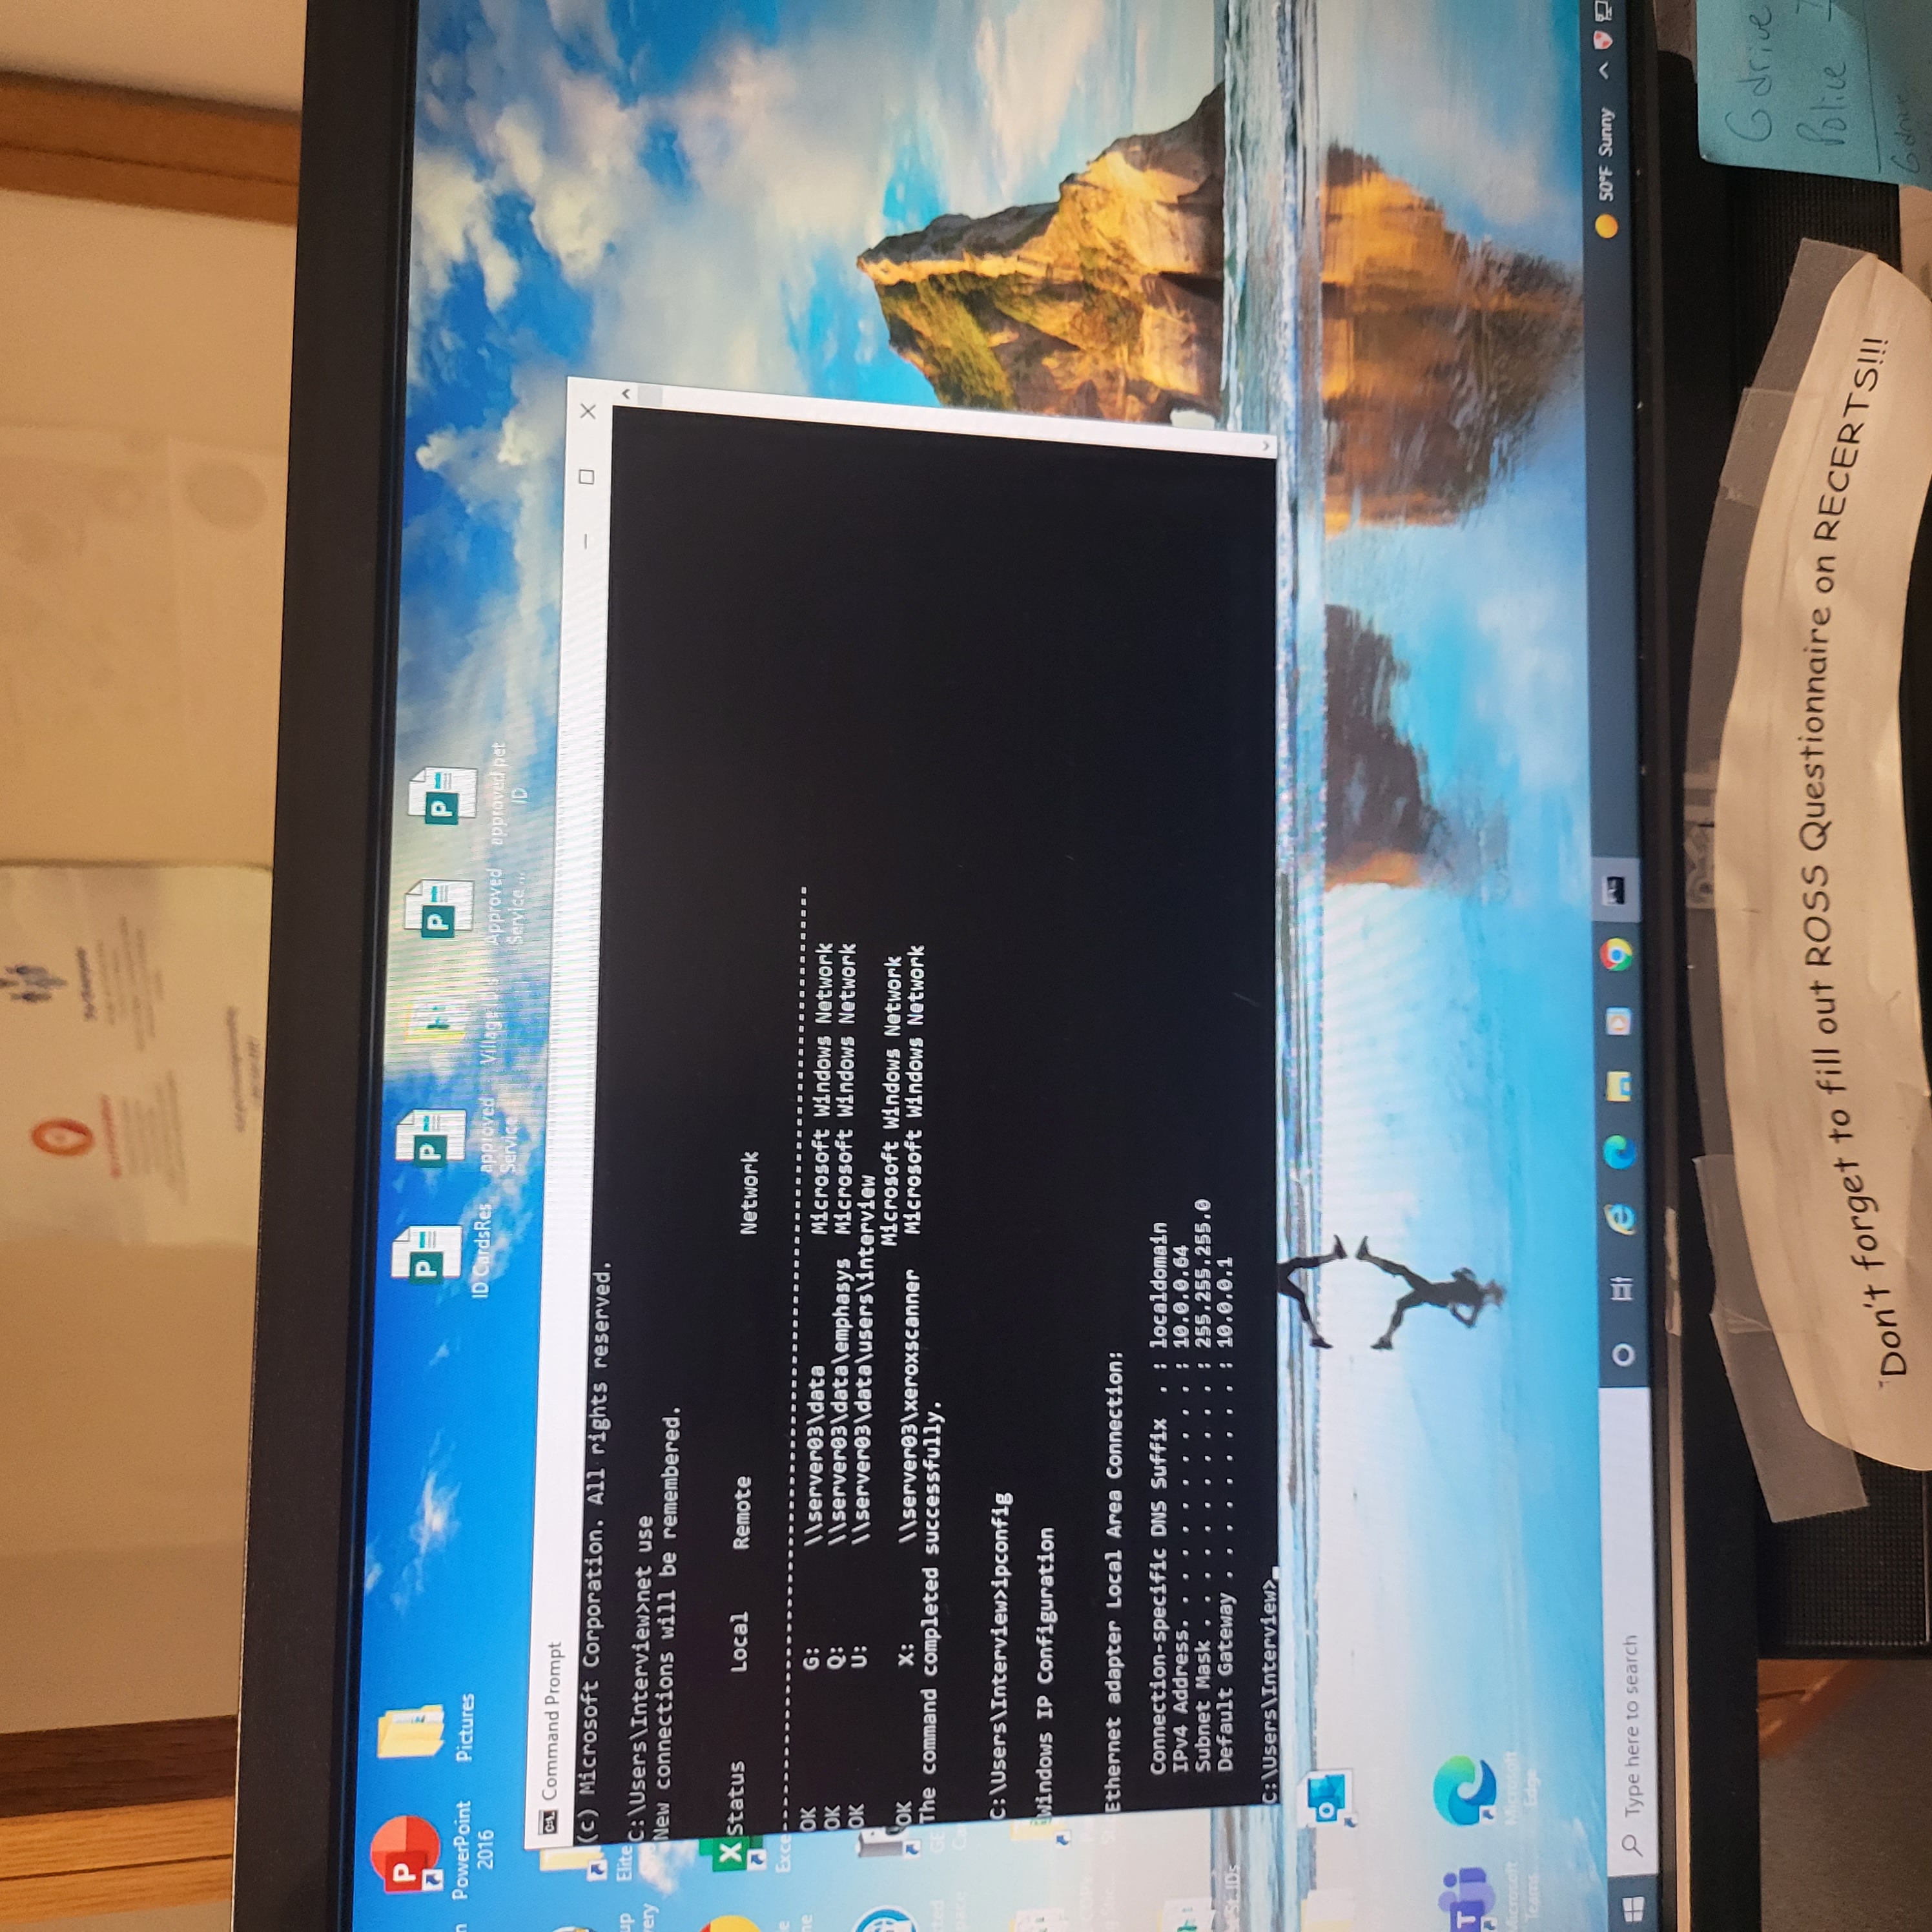 PowerPoint
2016
Pictures
ID CardsRes
approved
Service
Village ID's
Approved
Service ...
approved pet
ID
Elite
Command Prompt
(c) Microsoft Corporation. All rights reserved.
C:\Users\Interview>net use
New connections will be remembered.
Status Local Remote Network
-------------------------------------------------------------------------------
OK G: \\server03\data Microsoft Windows Network
OK Q: \\server03\data\emphasys Microsoft Windows Network
OK U: \\server03\data\users\interview
Microsoft Windows Network
OK X: \\server03\xeroxscanner Microsoft Windows Network
The command completed successfully.
C:\Users\Interview>ipconfig
Windows IP Configuration
Ethernet adapter Local Area Connection:
Connection-specific DNS Suffix . : localdomain
IPv4 Address. . . . . . . . . . . : 10.0.0.64
Subnet Mask . . . . . . . . . . . : 255.255.255.0
Default Gateway . . . . . . . . . : 10.0.0.1
C:\Users\Interview>_
Microsoft
Teams
Microsoft
Edge
Type here to search
50°F Sunny
Don't forget to fill out ROSS Questionnaire on RECERTS!!!
G drive
Police
G drive